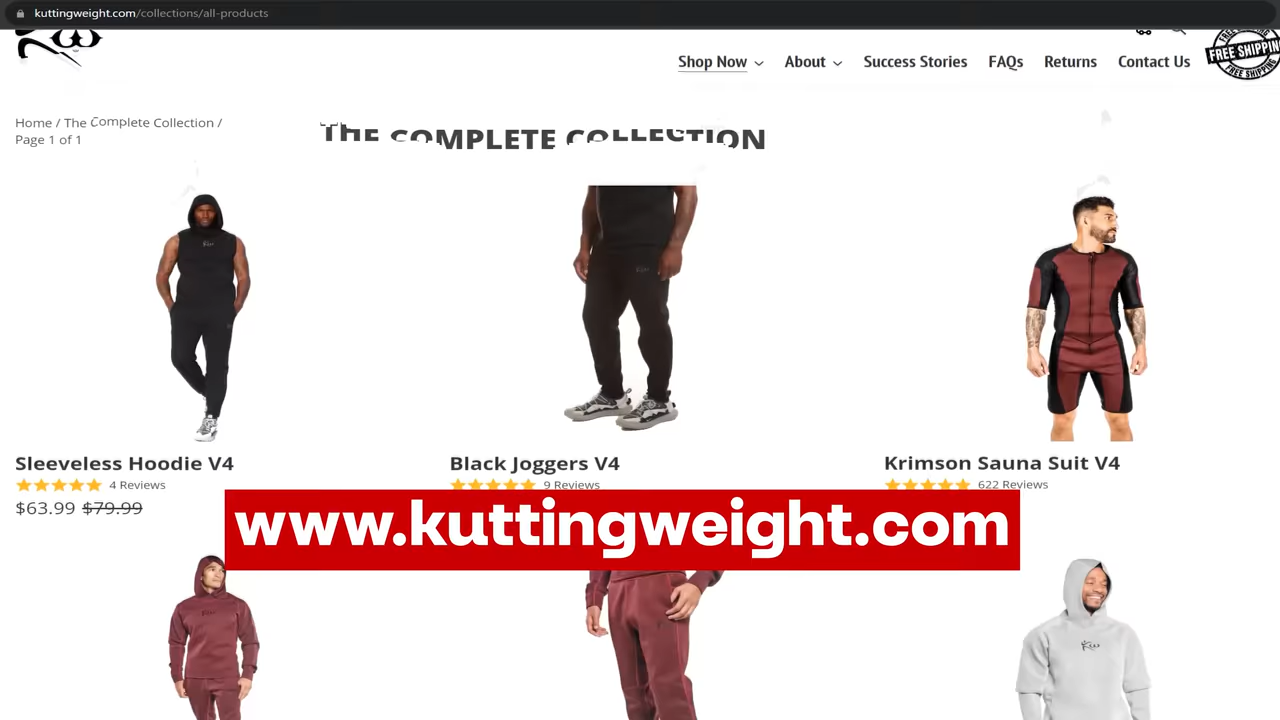 kuttingweight.com/collections/all-products
Shop Now About Success Stories FAQs Returns Contact Us
FREE SHIPPING
FREE SHIPPING
Home / The Complete Collection /
Page 1 of 1
THE COMPLETE COLLECTION
Sleeveless Hoodie V4
4 Reviews
$63.99 $79.99
Black Joggers V4
9 Reviews
Krimson Sauna Suit V4
622 Reviews
www.kuttingweight.com